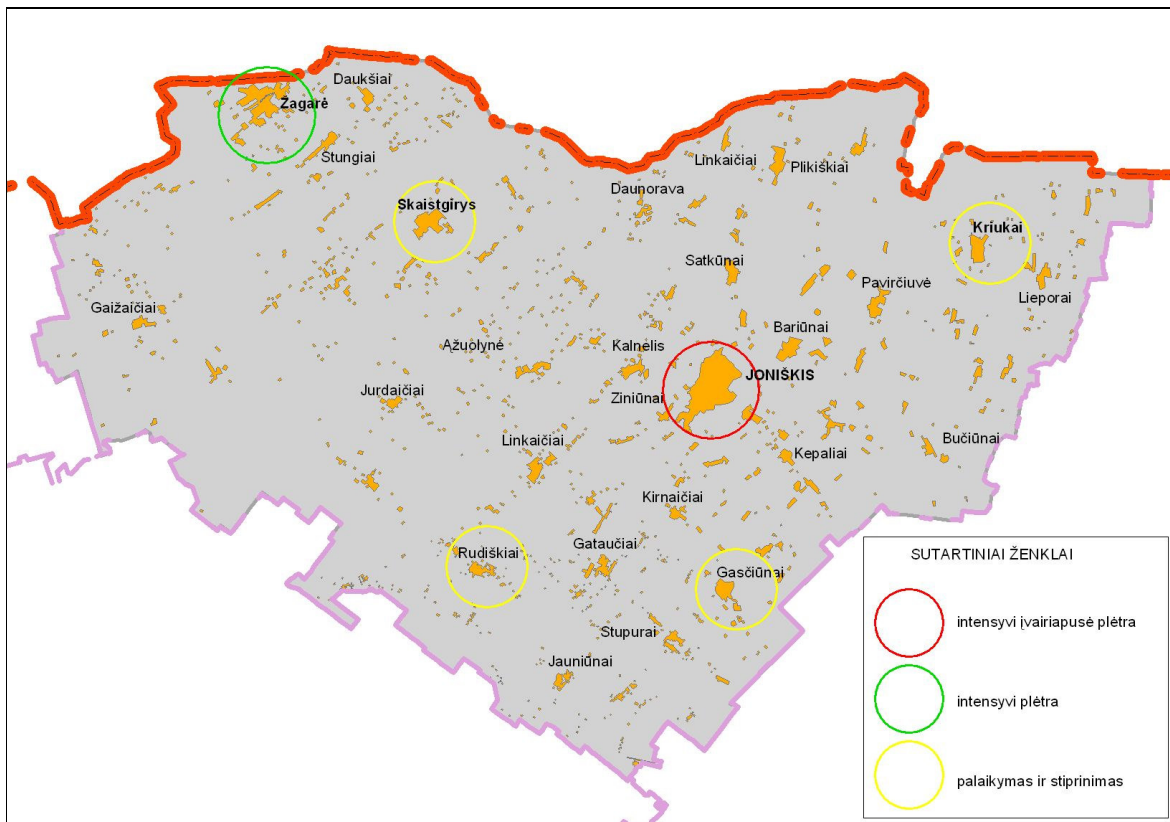 Daukšiai
Žagarė
Stungiai
Linkaičiai
Plikiškiai
Daunorava
Skaistgirys
Kriukai
Satkūnai
Pavirčiuvė
Lieporai
Gaižaičiai
Bariūnai
Ąžuolynė
Kalnelis
JONIŠKIS
Jurdaičiai
Ziniūnai
Linkaičiai
Bučiūnai
Kepaliai
Kirnaičiai
Rudiškiai
Gataučiai
Gasčiūnai
Stupurai
Jauniūnai
SUTARTINIAI ŽENKLAI
intensyvi įvairiapusė plėtra
intensyvi plėtra
palaikymas ir stiprinimas